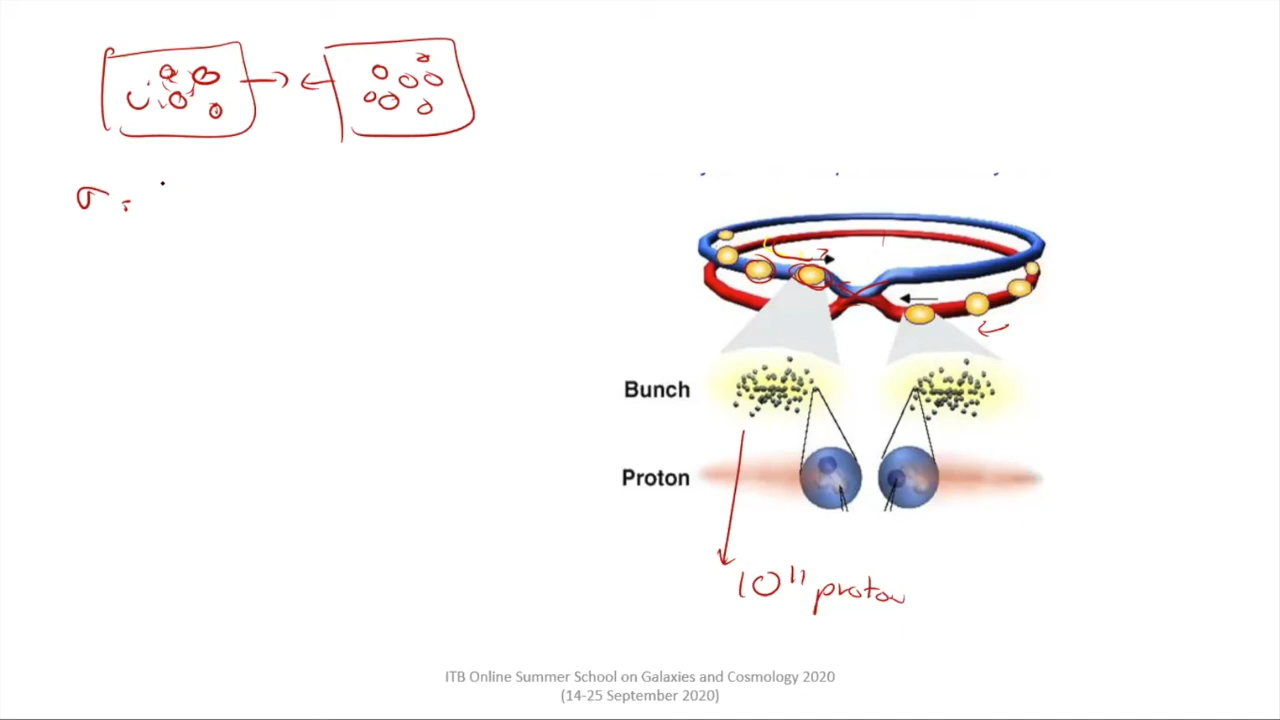 σ =
Bunch
Proton
10¹¹ proton
ITB Online Summer School on Galaxies and Cosmology 2020
(14-25 September 2020)